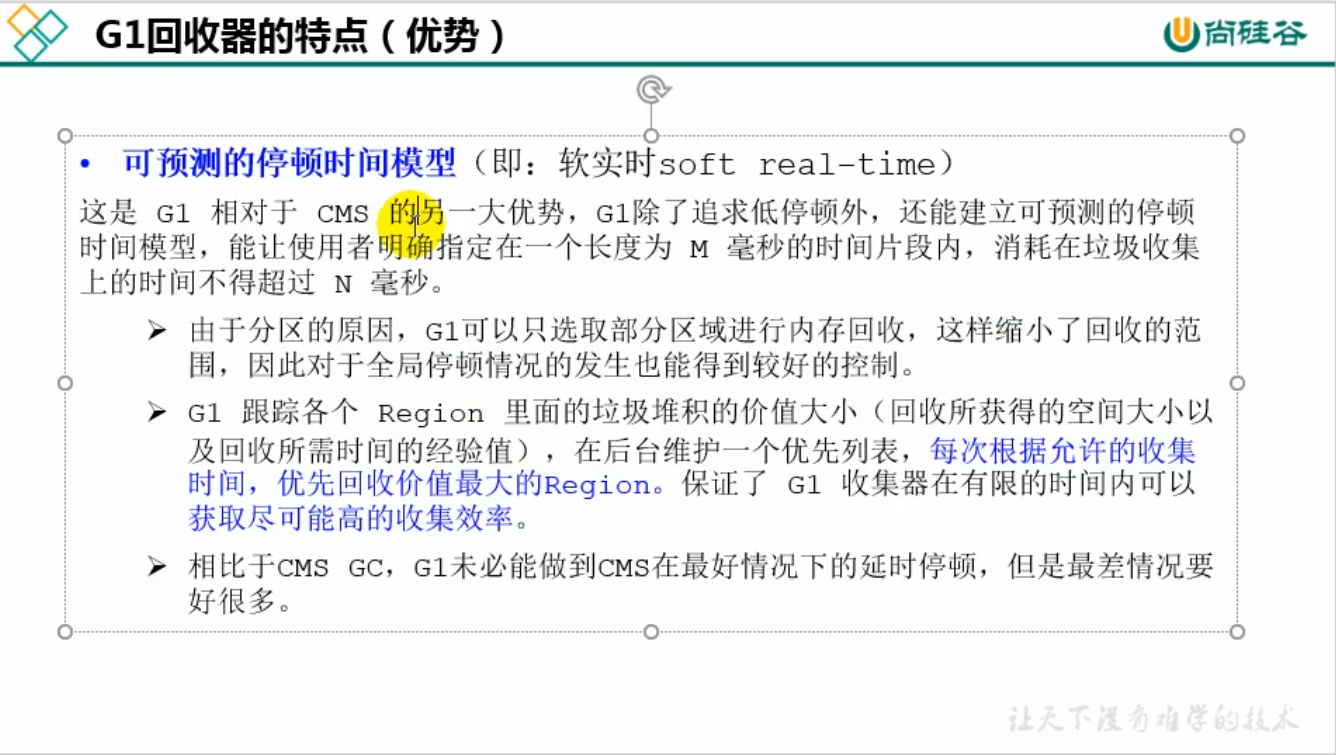 G1回收器的特点（优势）
尚硅谷
• 可预测的停顿时间模型（即：软实时soft real-time）
这是 G1 相对于 CMS 的另一大优势，G1除了追求低停顿外，还能建立可预测的停顿
时间模型，能让使用者明确指定在一个长度为 M 毫秒的时间片段内，消耗在垃圾收集
上的时间不得超过 N 毫秒。
➢ 由于分区的原因，G1可以只选取部分区域进行内存回收，这样缩小了回收的范
围，因此对于全局停顿情况的发生也能得到较好的控制。
➢ G1 跟踪各个 Region 里面的垃圾堆积的价值大小（回收所获得的空间大小以
及回收所需时间的经验值），在后台维护一个优先列表，每次根据允许的收集
时间，优先回收价值最大的Region。保证了 G1 收集器在有限的时间内可以
获取尽可能高的收集效率。
➢ 相比于CMS GC，G1未必能做到CMS在最好情况下的延时停顿，但是最差情况要
好很多。
让天下没有难学的技术